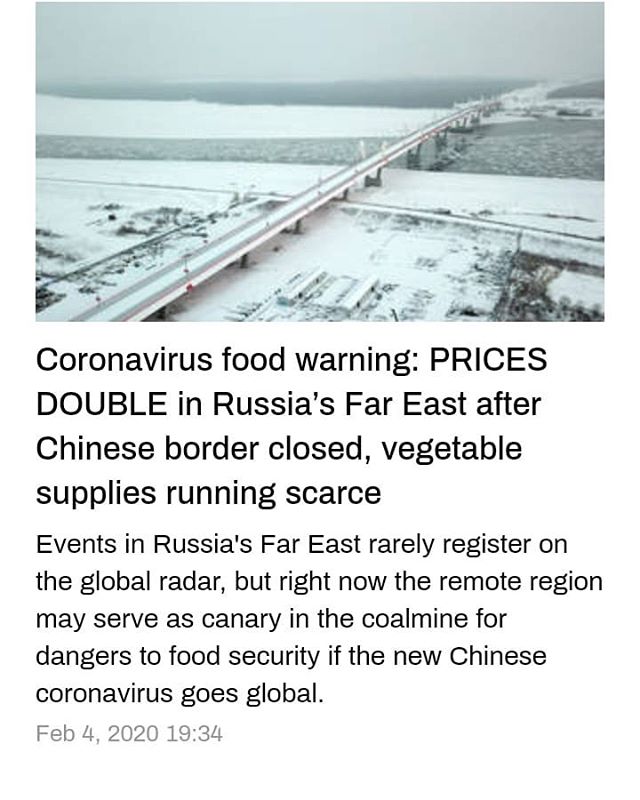 Coronavirus food warning: PRICES
DOUBLE in Russia’s Far East after
Chinese border closed, vegetable
supplies running scarce
Events in Russia's Far East rarely register on
the global radar, but right now the remote region
may serve as canary in the coalmine for
dangers to food security if the new Chinese
coronavirus goes global.
Feb 4, 2020 19:34